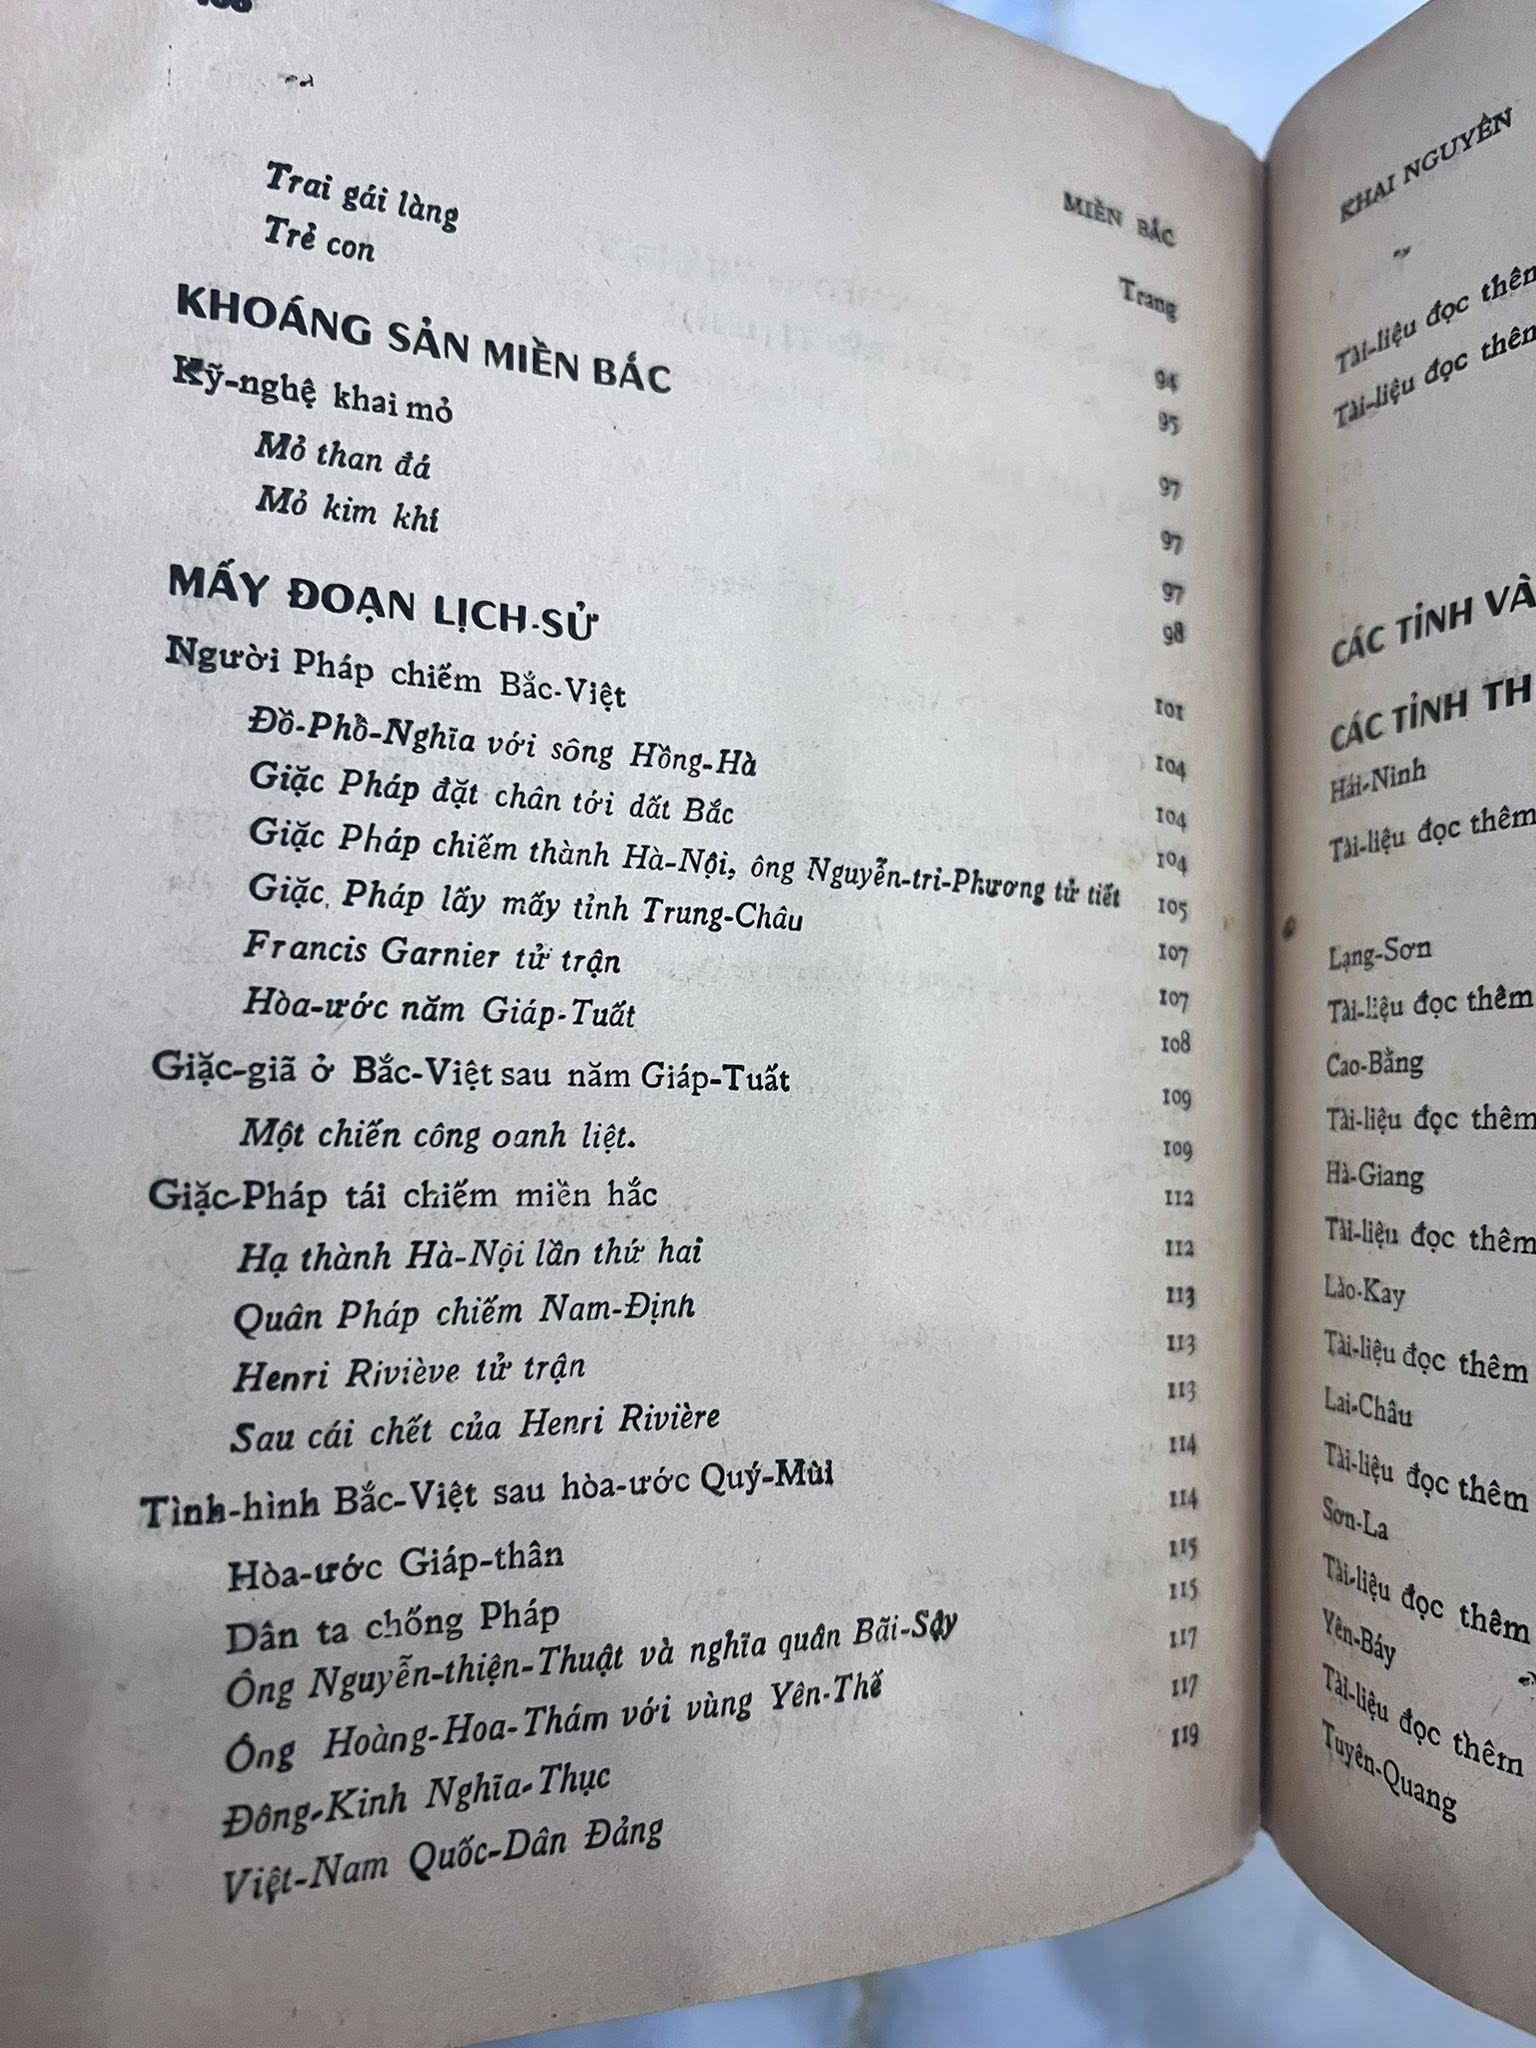 MIỀN BẮC
Trang
Trai gái làng 94
Trẻ con 95
KHOÁNG SẢN MIỀN BẮC 97
Kỹ-nghệ khai mỏ 97
Mỏ than đá 97
Mỏ kim khí 98
MẤY ĐOẠN LỊCH-SỬ 101
Người Pháp chiếm Bắc-Việt 104
Đồ-Phồ-Nghĩa với sông Hồng-Hà 104
Giặc Pháp đặt chân tới dất Bắc 104
Giặc Pháp chiếm thành Hà-Nội, ông Nguyễn-tri-Phương tử tiết 105
Giặc Pháp lấy mấy tỉnh Trung-Châu 107
Francis Garnier tử trận 107
Hòa-ước năm Giáp-Tuất 108
Giặc-giã ở Bắc-Việt sau năm Giáp-Tuất 109
Một chiến công oanh liệt. 109
Giặc-Pháp tái chiếm miền hắc 112
Hạ thành Hà-Nội lần thứ hai 112
Quân Pháp chiếm Nam-Định 113
Henri Riviève tử trận 113
Sau cái chết của Henri Rivière 113
Tình-hình Bắc-Việt sau hòa-ước Quý-Mùi 114
Hòa-ước Giáp-thân 114
Dân ta chống Pháp 115
Ông Nguyễn-thiện-Thuật và nghĩa quân Bãi-Sậy 115
Ông Hoàng-Hoa-Thám với vùng Yên-Thế 117
Đông-Kinh Nghĩa-Thục 117
Việt-Nam Quốc-Dân Đảng 119
KHAI NGUYÊN
Tài-liệu đọc thêm
Tài-liệu đọc thêm
CÁC TỈNH VÀ
CÁC TỈNH TH
Hải-Ninh
Tài-liệu đọc thêm
Lạng-Sơn
Tài-liệu đọc thêm
Cao-Bằng
Tài-liệu đọc thêm
Hà-Giang
Tài-liệu đọc thêm
Lào-Kay
Tài-liệu đọc thêm
Lai-Châu
Tài-liệu đọc thêm
Sơn-La
Tài-liệu đọc thêm
Yên-Báy
Tài-liệu đọc thêm
Tuyên-Quang